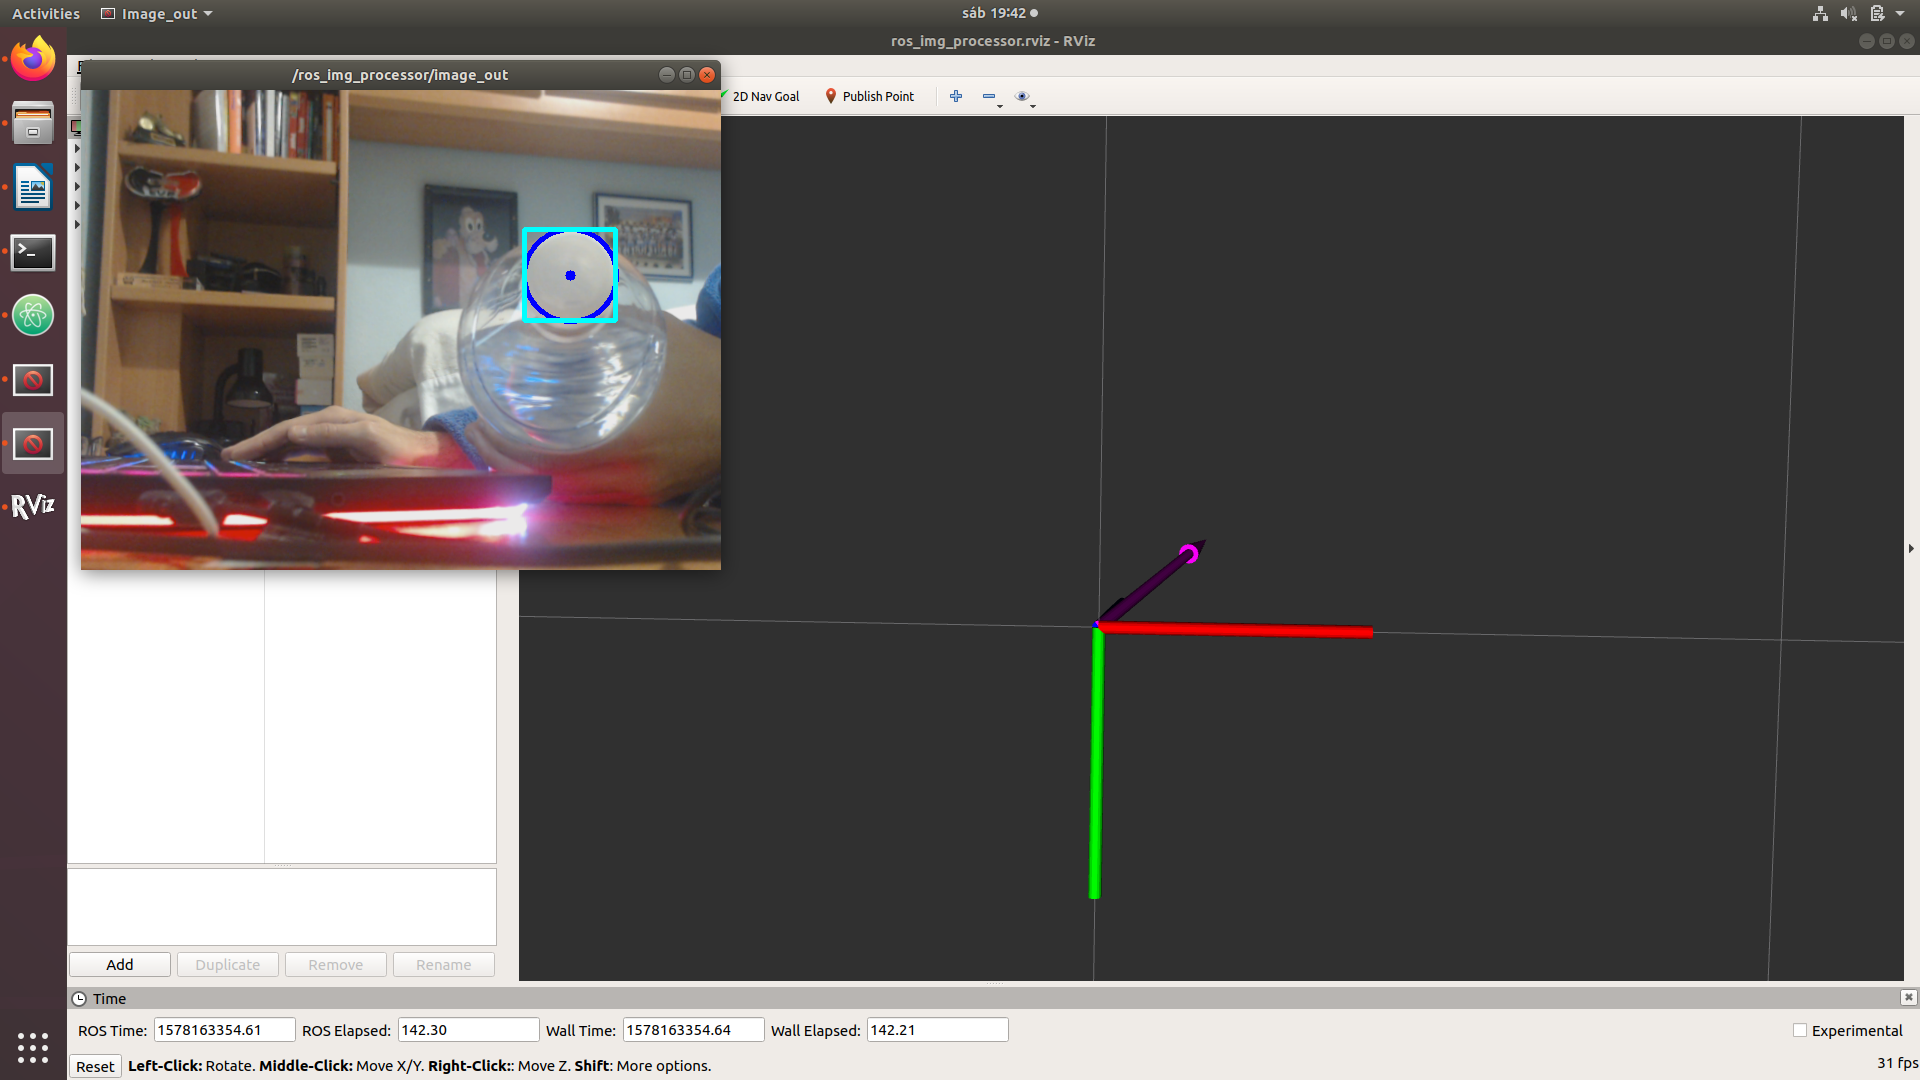 Activities Image_out sáb 19:42
ros_img_processor.rviz - RViz
/ros_img_processor/image_out
2D Nav Goal Publish Point
RViz
Add Duplicate Remove Rename
Time
ROS Time: 1578163354.61 ROS Elapsed: 142.30 Wall Time: 1578163354.64 Wall Elapsed: 142.21 Experimental
Reset Left-Click: Rotate. Middle-Click: Move X/Y. Right-Click:: Move Z. Shift: More options. 31 fps